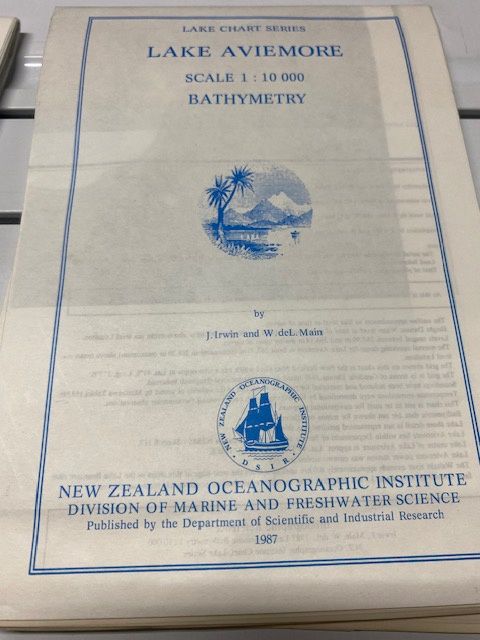 LAKE CHART SERIES
LAKE AVIEMORE
SCALE 1 : 10 000
BATHYMETRY
by
J. Irwin and W. deL. Main
NEW ZEALAND OCEANOGRAPHIC INSTITUTE
D S I R
NEW ZEALAND OCEANOGRAPHIC INSTITUTE
DIVISION OF MARINE AND FRESHWATER SCIENCE
Published by the Department of Scientific and Industrial Research
1987